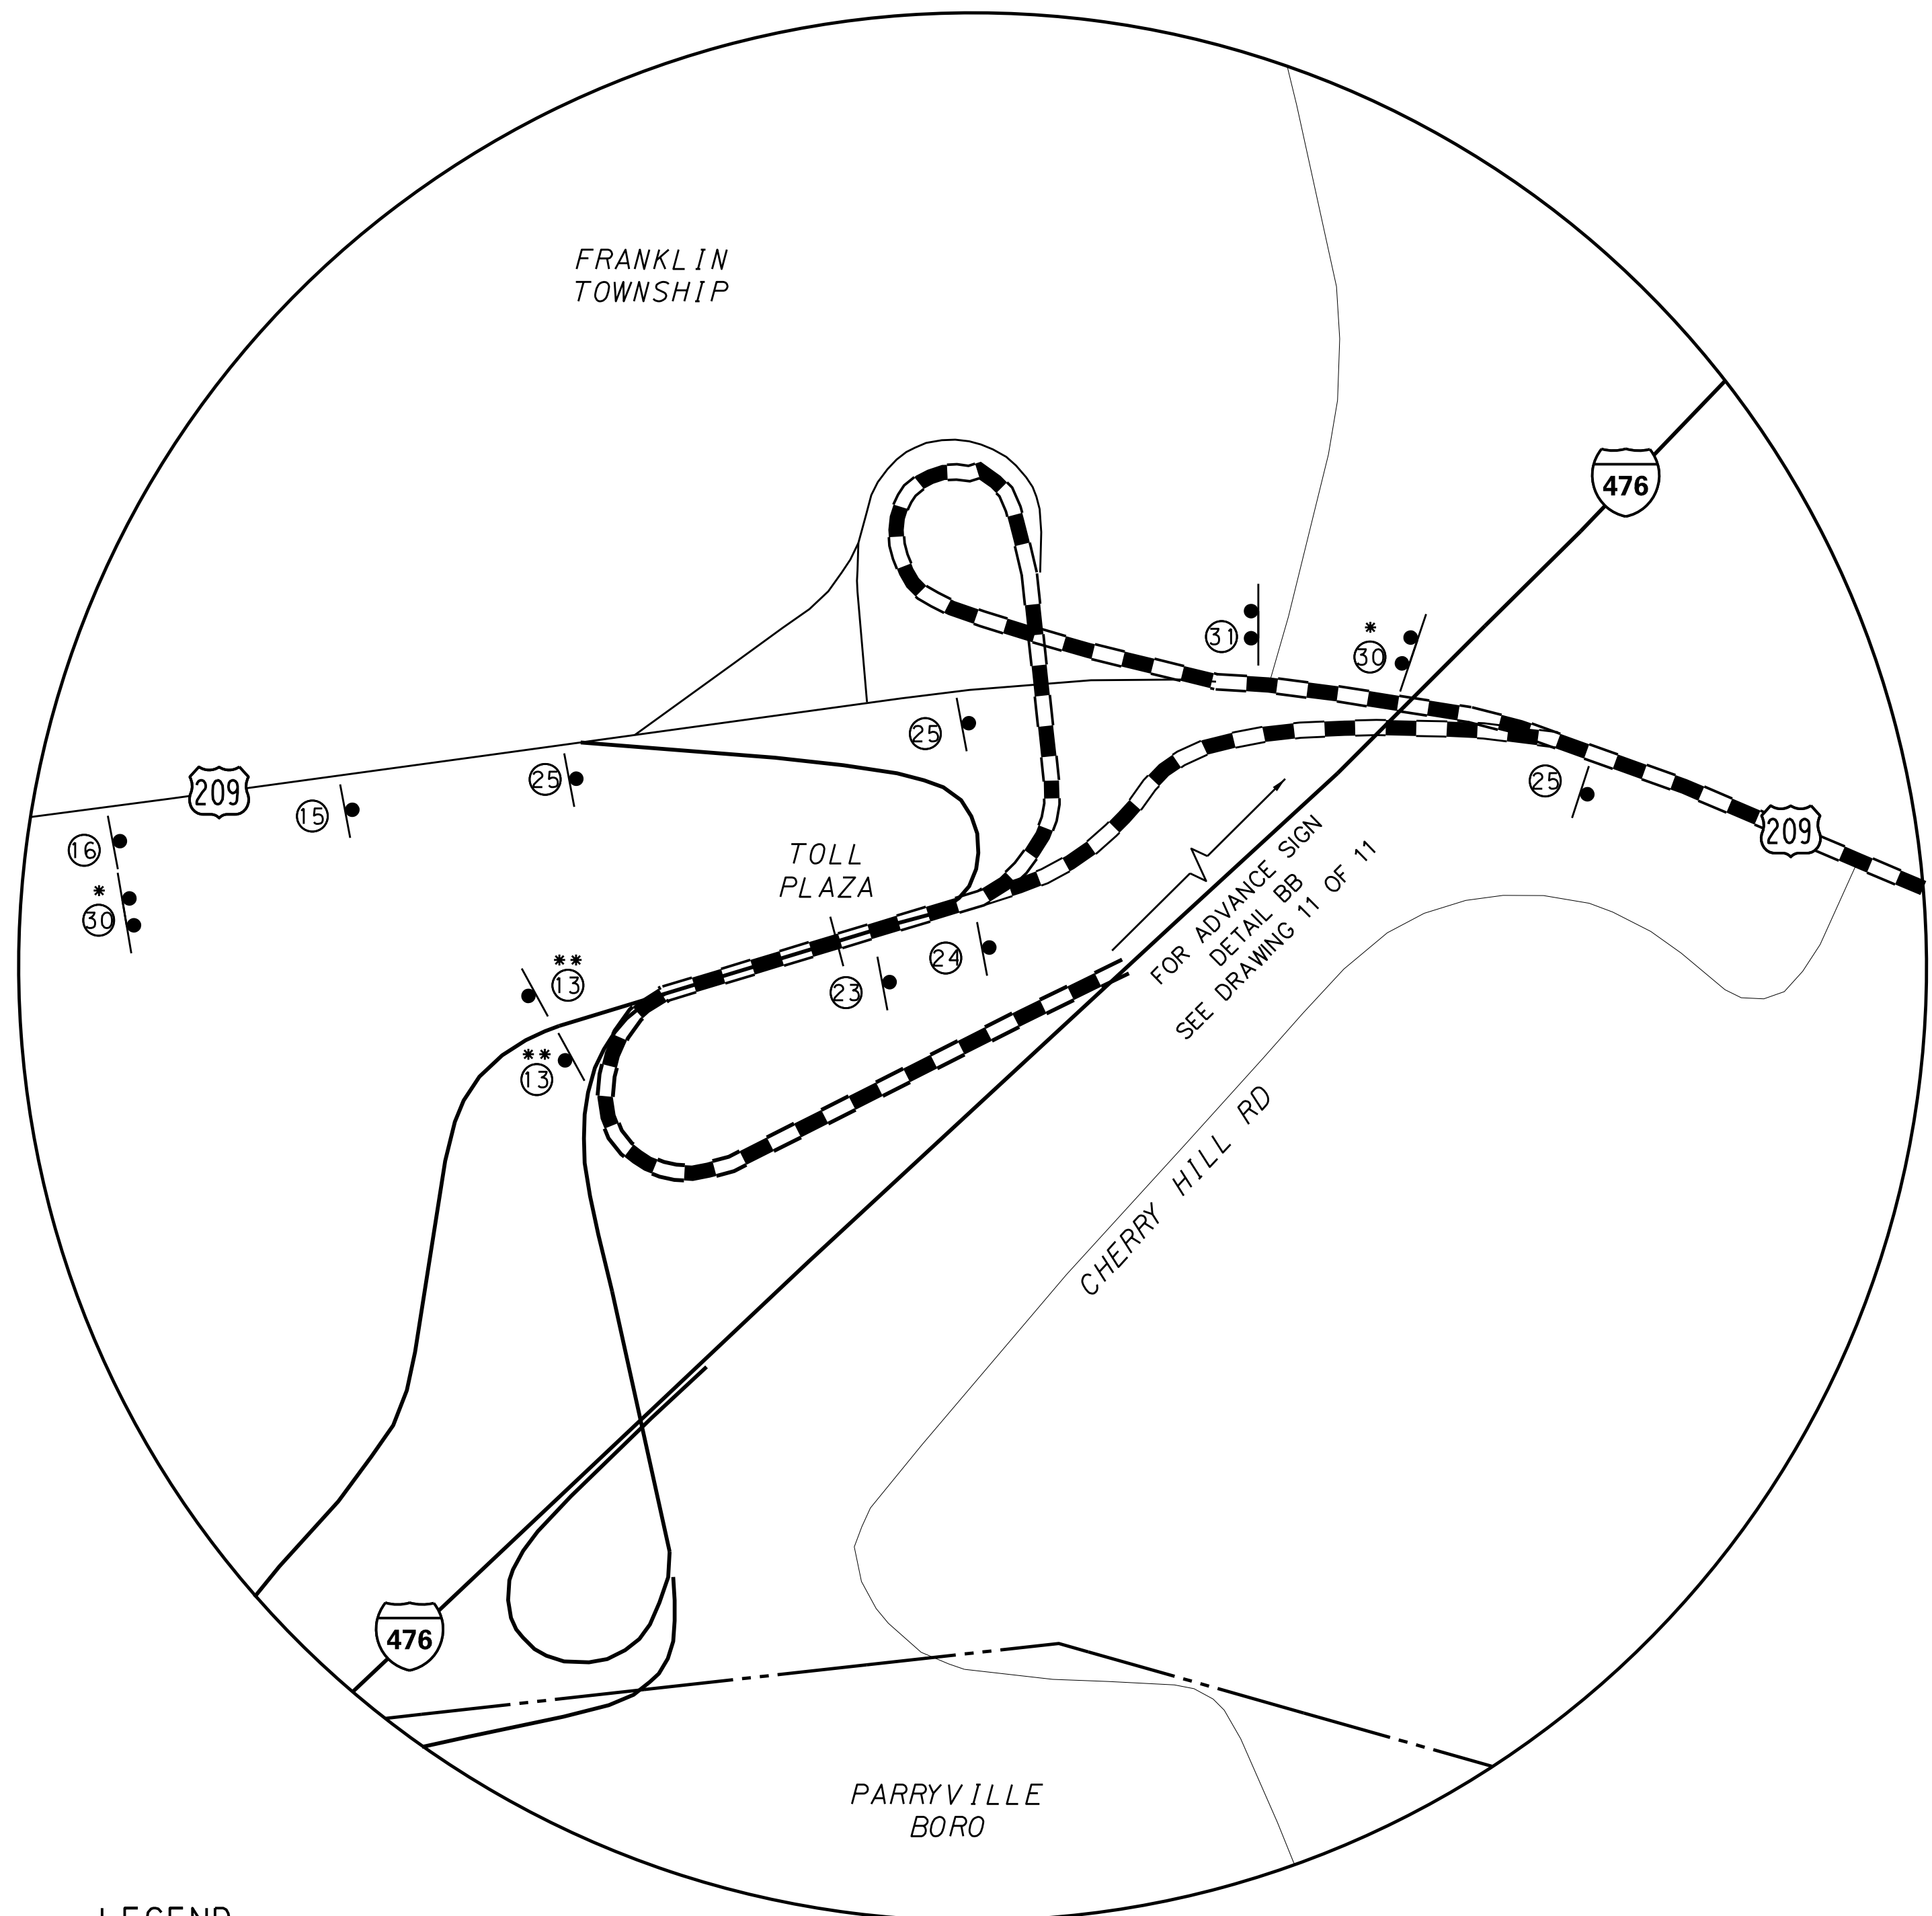 FRANKLIN
TOWNSHIP
476
31
*
30
25
209
25
15
25
209
16
*
30
TOLL
PLAZA
24
23
**
13
**
13
FOR ADVANCE SIGN
DETAIL BB
SEE DRAWING 11 OF 11
CHERRY HILL RD
476
PARRYVILLE
BORO
LEGEND